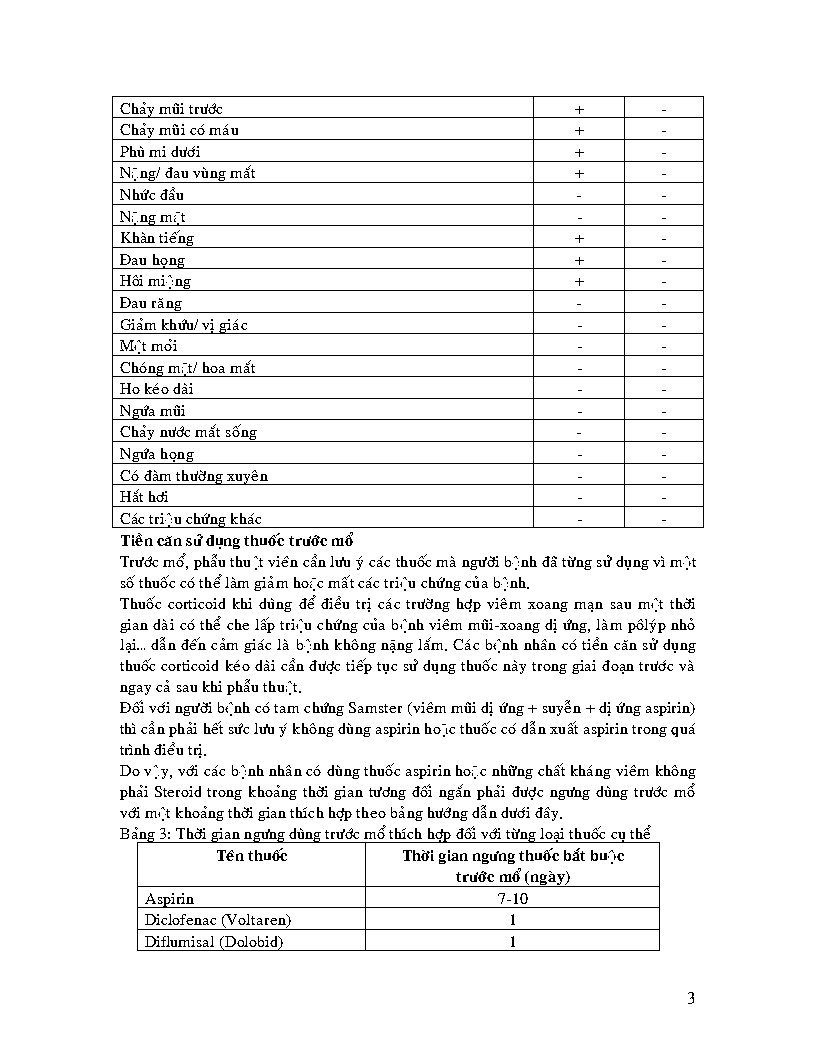 Chảy mũi trước + -
Chảy mũi có máu + -
Phù mi dưới + -
Nặng/ đau vùng mắt + -
Nhức đầu - -
Nặng mặt - -
Khàn tiếng + -
Đau họng + -
Hôi miệng + -
Đau răng - -
Giảm khứu/ vị giác - -
Mệt mỏi - -
Chóng mặt/ hoa mắt - -
Ho kéo dài - -
Ngứa mũi - -
Chảy nước mắt sống - -
Ngứa họng - -
Có đàm thường xuyên - -
Hắt hơi - -
Các triệu chứng khác - -
Tiền căn sử dụng thuốc trước mổ
Trước mổ, phẫu thuật viên cần lưu ý các thuốc mà người bệnh đã từng sử dụng vì một
số thuốc có thể làm giảm hoặc mất các triệu chứng của bệnh.
Thuốc corticoid khi dùng để điều trị các trường hợp viêm xoang mạn sau một thời
gian dài có thể che lấp triệu chứng của bệnh viêm mũi-xoang dị ứng, làm pôlýp nhỏ
lại... dẫn đến cảm giác là bệnh không nặng lắm. Các bệnh nhân có tiền căn sử dụng
thuốc corticoid kéo dài cần được tiếp tục sử dụng thuốc này trong giai đoạn trước và
ngay cả sau khi phẫu thuật.
Đối với người bệnh có tam chứng Samster (viêm mũi dị ứng + suyễn + dị ứng aspirin)
thì cần phải hết sức lưu ý không dùng aspirin hoặc thuốc có dẫn xuất aspirin trong quá
trình điều trị.
Do vậy, với các bệnh nhân có dùng thuốc aspirin hoặc những chất kháng viêm không
phải Steroid trong khoảng thời gian tương đối ngắn phải được ngưng dùng trước mổ
với một khoảng thời gian thích hợp theo bảng hướng dẫn dưới đây.
Bảng 3: Thời gian ngưng dùng trước mổ thích hợp đối với từng loại thuốc cụ thể
Tên thuốc Thời gian ngưng thuốc bắt buộc
trước mổ (ngày)
Aspirin 7-10
Diclofenac (Voltaren) 1
Diflumisal (Dolobid) 1
3